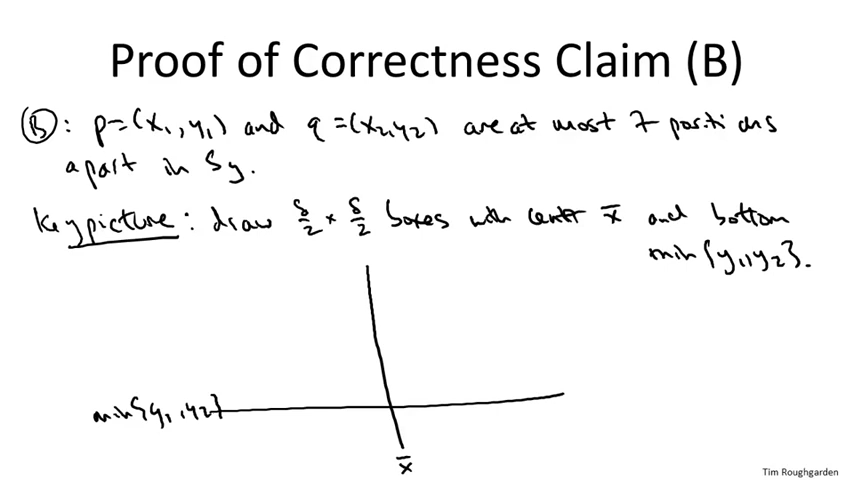 Proof of Correctness Claim (B)
(B): p=(x₁,y₁) and q=(x₂,y₂) are at most 7 positions
apart in Sy.
Key picture: draw δ/2 × δ/2 boxes with center x̄ and bottom
min{y₁,y₂}.
min{y₁,y₂}
x̄
Tim Roughgarden